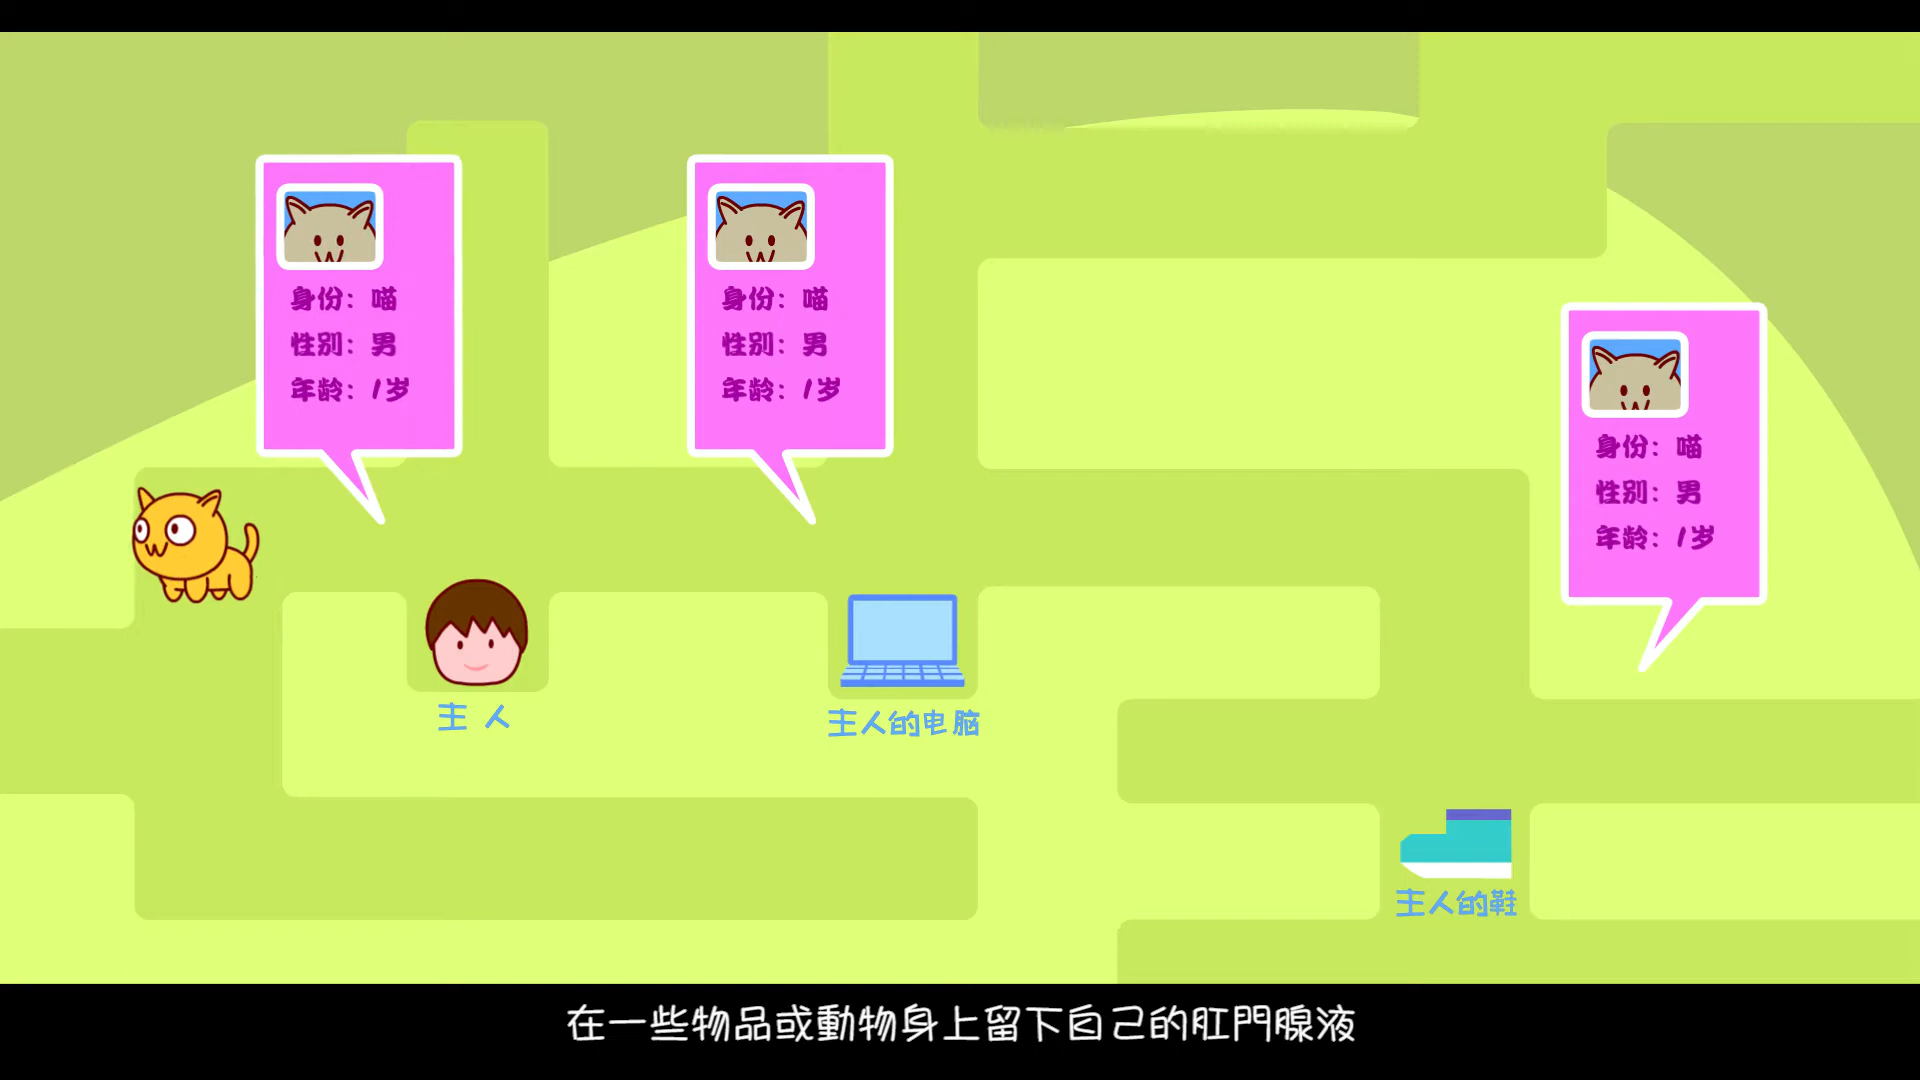 身份：喵
性别：男
年龄：1岁
身份：喵
性别：男
年龄：1岁
身份：喵
性别：男
年龄：1岁
主人
主人的电脑
主人的鞋
在一些物品或動物身上留下自己的肛門腺液